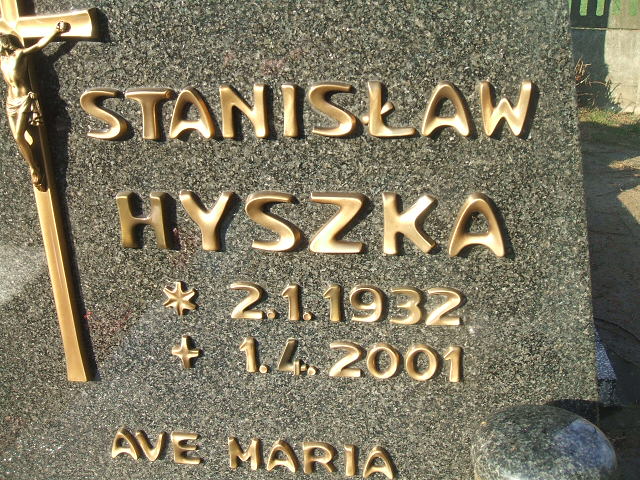 STANISŁAW
HYSZKA
* 2.1.1932
+ 1.4.2001
AVE MARIA